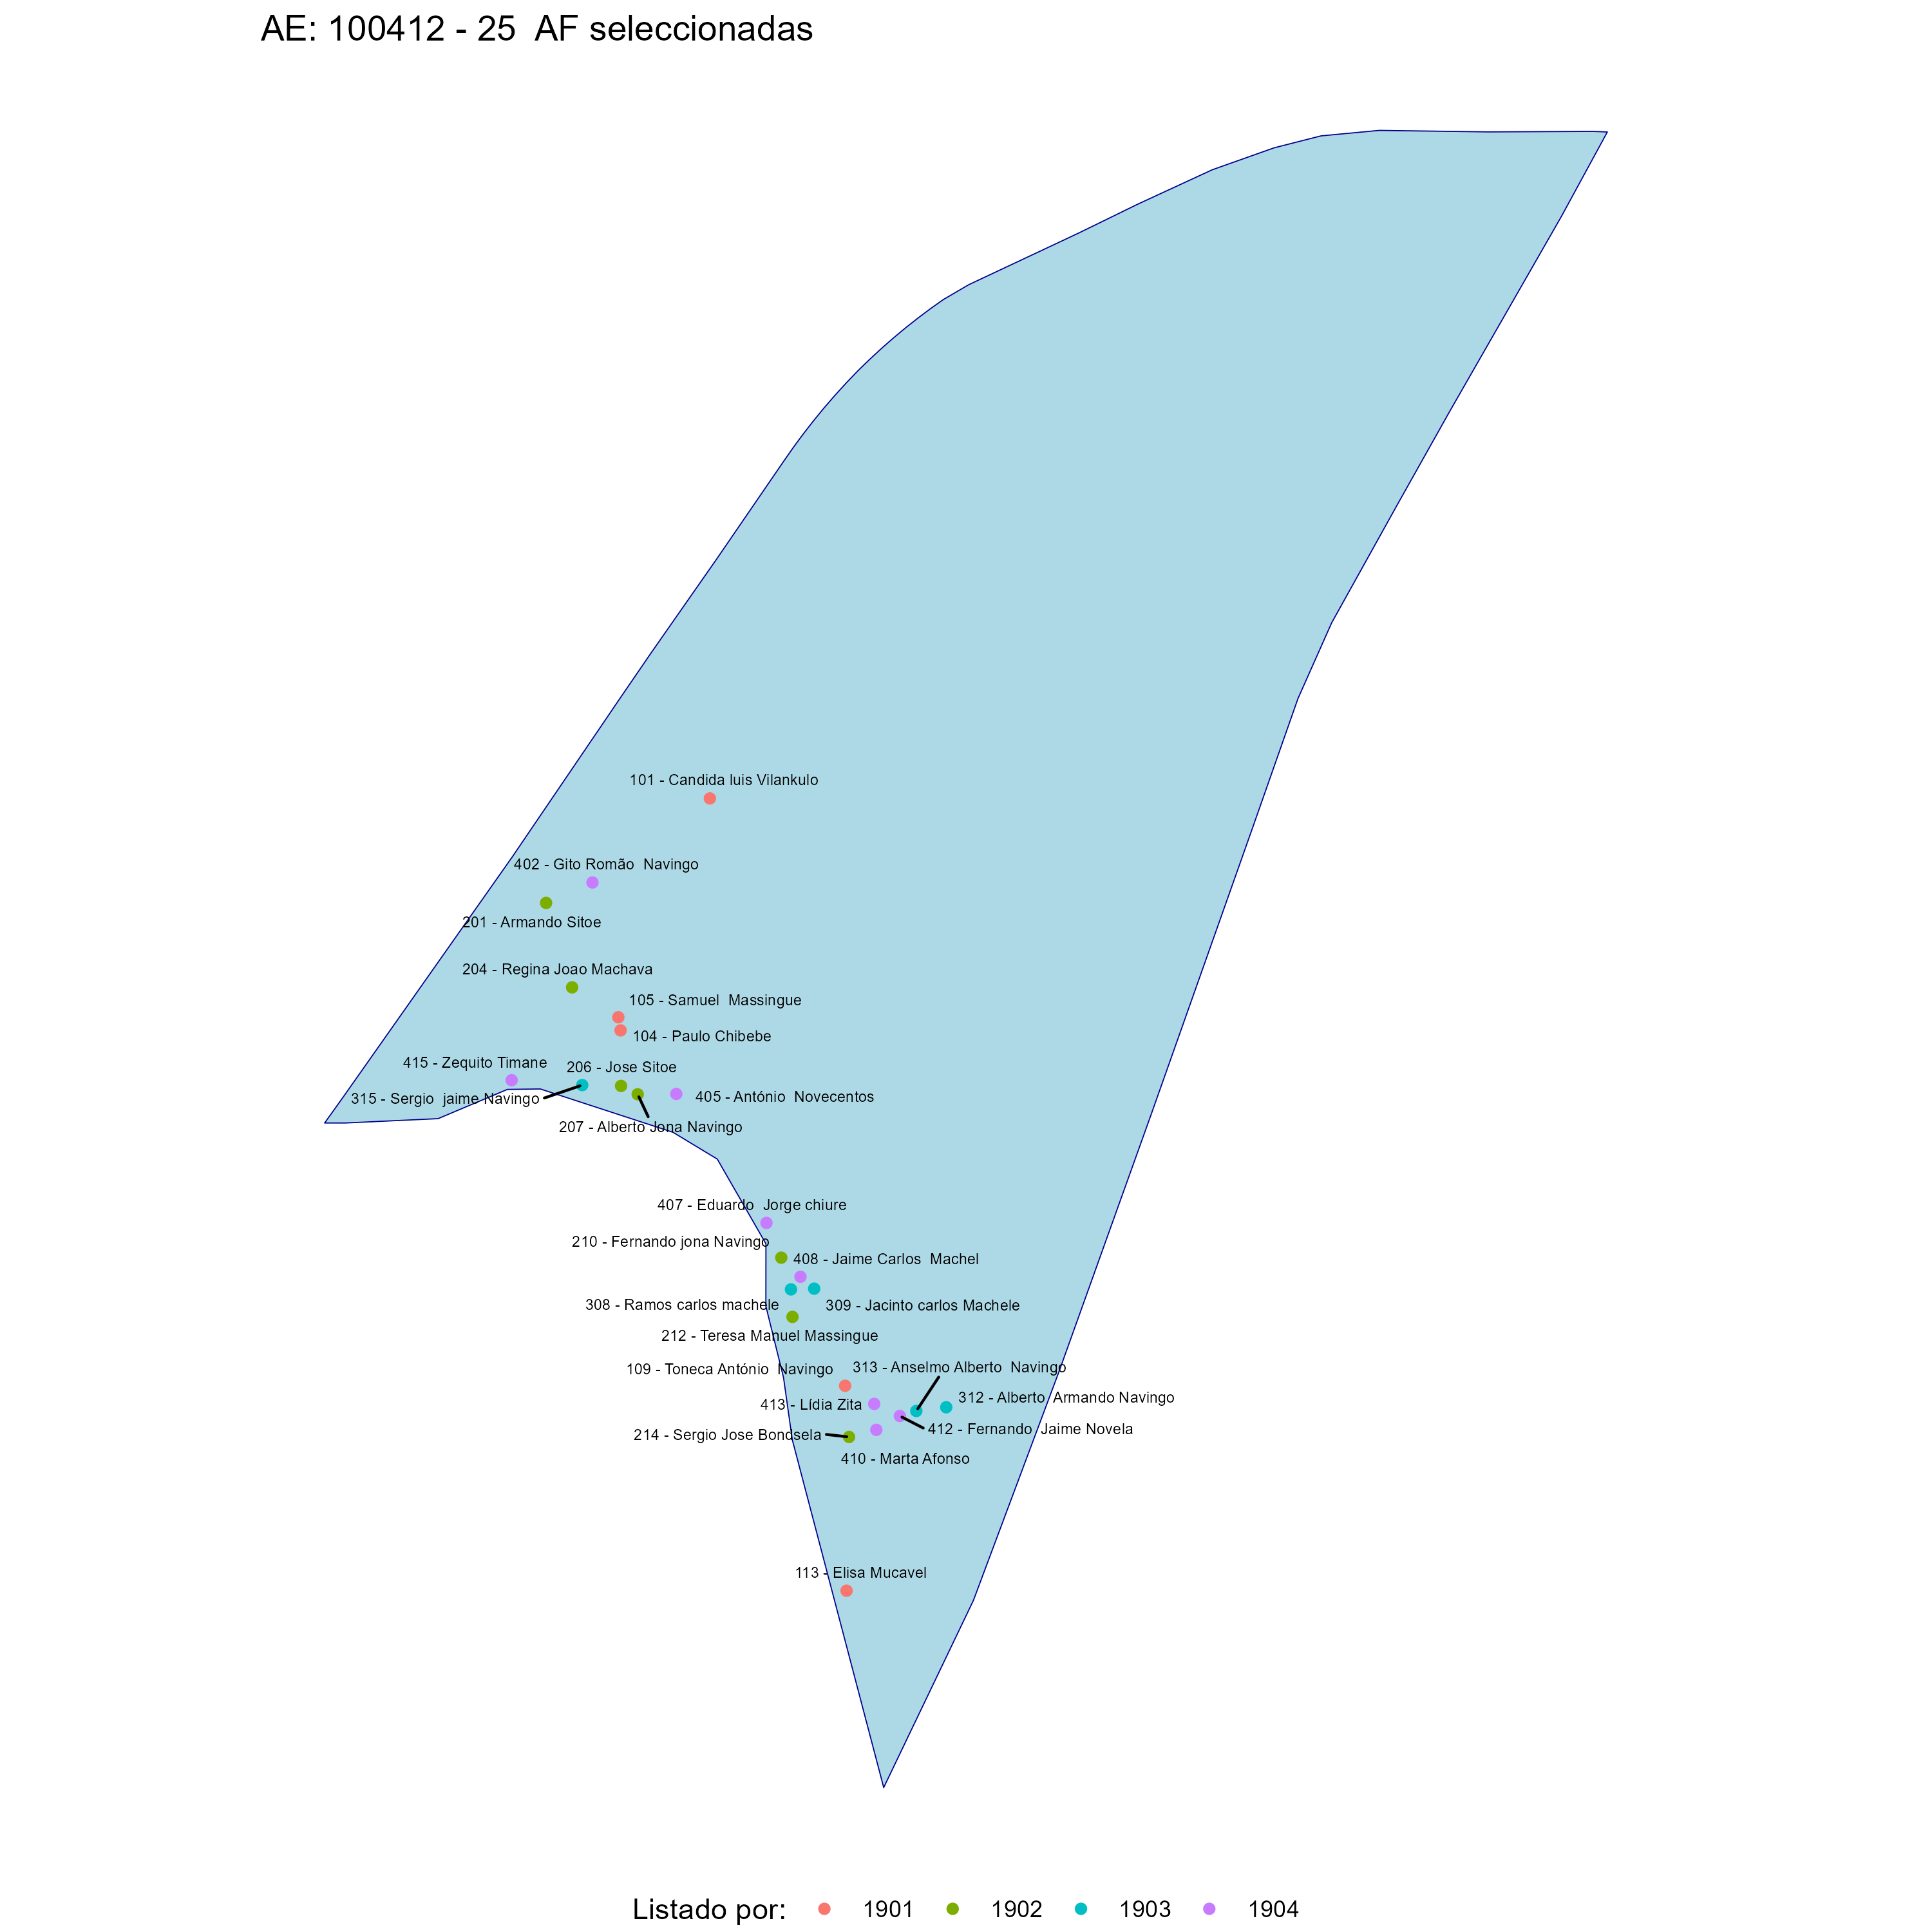 AE: 100412 - 25  AF seleccionadas
101 - Candida luis Vilankulo
402 - Gito Romão  Navingo
201 - Armando Sitoe
204 - Regina Joao Machava
105 - Samuel  Massingue
104 - Paulo Chibebe
415 - Zequito Timane
206 - Jose Sitoe
315 - Sergio  jaime Navingo
405 - António  Novecentos
207 - Alberto Jona Navingo
407 - Eduardo  Jorge chiure
210 - Fernando jona Navingo
408 - Jaime Carlos  Machel
308 - Ramos carlos machele
309 - Jacinto carlos Machele
212 - Teresa Manuel Massingue
109 - Toneca António  Navingo
313 - Anselmo Alberto  Navingo
312 - Alberto  Armando Navingo
413 - Lídia Zita
412 - Fernando  Jaime Novela
214 - Sergio Jose Bondsela
410 - Marta Afonso
113 - Elisa Mucavel
Listado por: 1901 1902 1903 1904